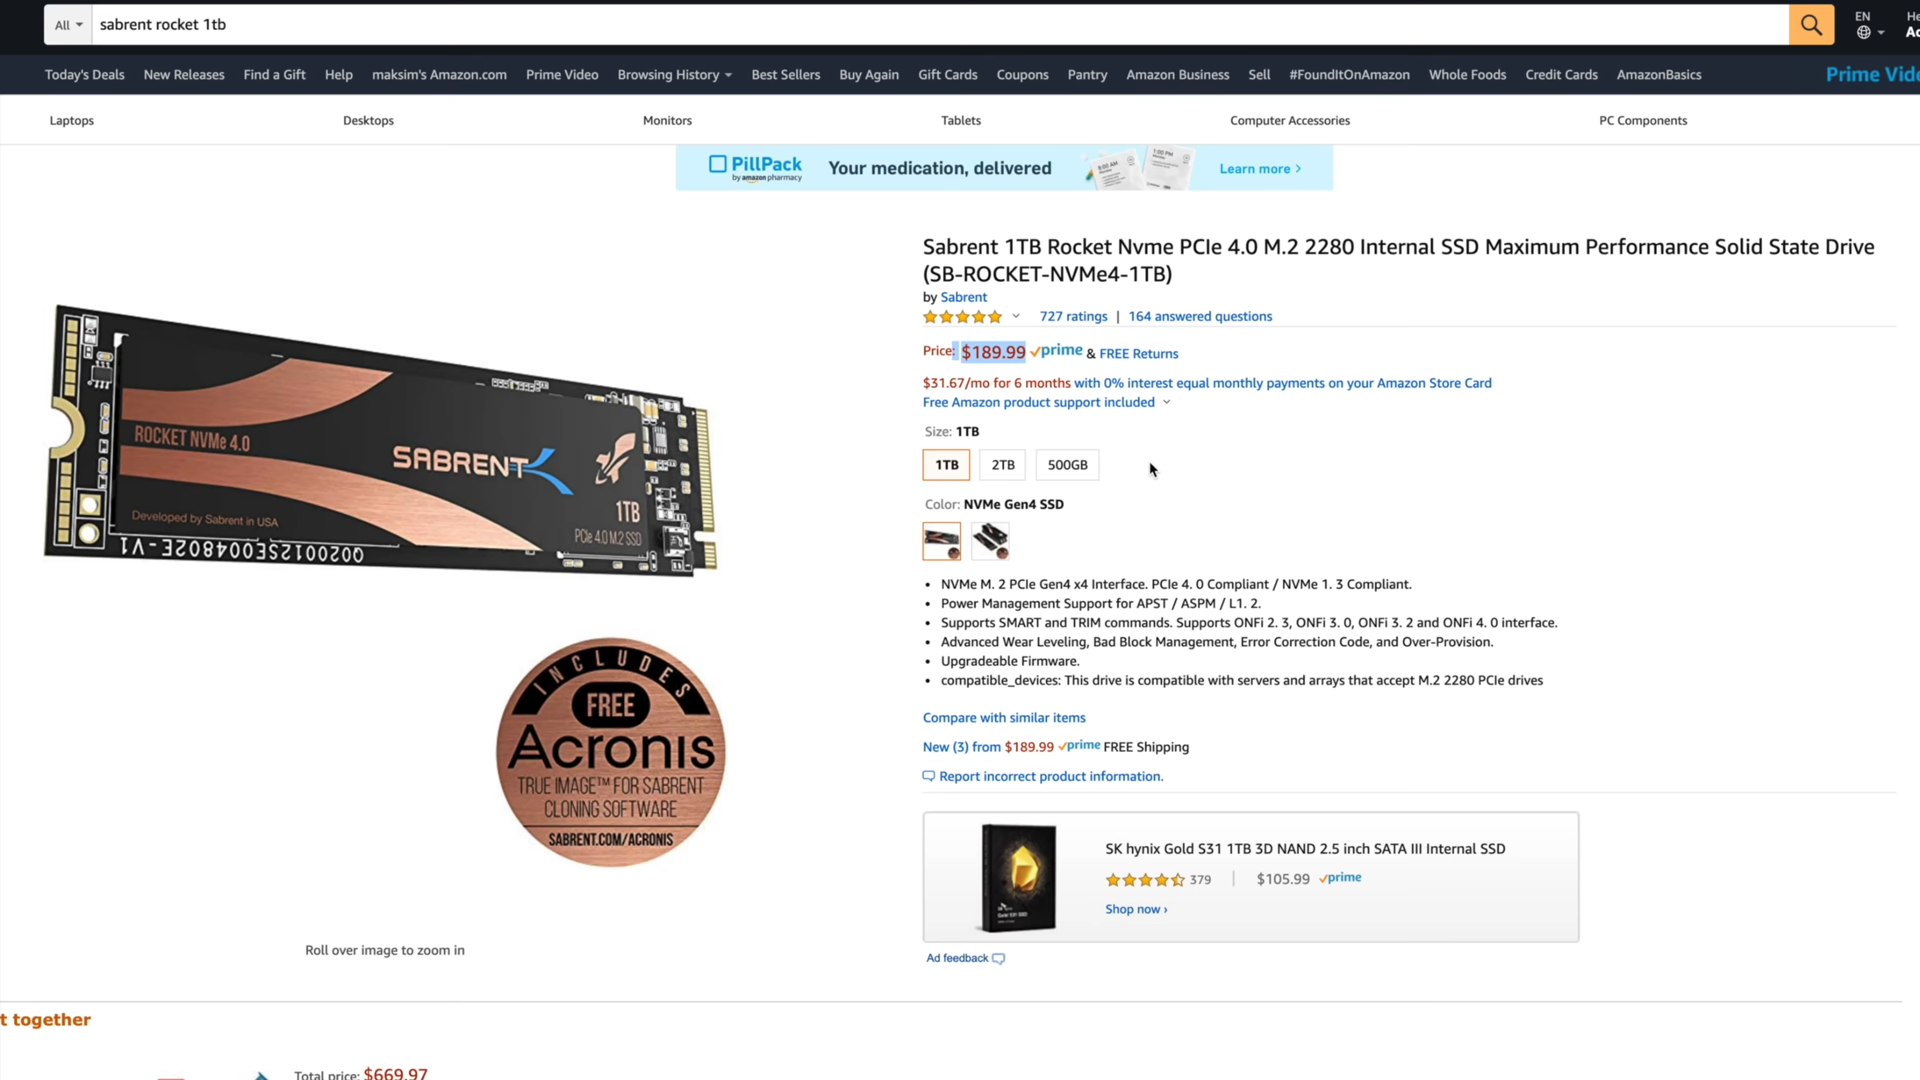 All
sabrent rocket 1tb
EN
Today's Deals New Releases Find a Gift Help maksim's Amazon.com Prime Video Browsing History Best Sellers Buy Again Gift Cards Coupons Pantry Amazon Business Sell #FoundItOnAmazon Whole Foods Credit Cards AmazonBasics
Laptops Desktops Monitors Tablets Computer Accessories PC Components
PillPack
by amazon pharmacy
Your medication, delivered
Learn more ›
Sabrent 1TB Rocket Nvme PCIe 4.0 M.2 2280 Internal SSD Maximum Performance Solid State Drive
(SB-ROCKET-NVMe4-1TB)
by Sabrent
727 ratings | 164 answered questions
Price: $189.99 prime & FREE Returns
$31.67/mo for 6 months with 0% interest equal monthly payments on your Amazon Store Card
Free Amazon product support included
Size: 1TB
1TB 2TB 500GB
Color: NVMe Gen4 SSD
• NVMe M. 2 PCIe Gen4 x4 Interface. PCIe 4. 0 Compliant / NVMe 1. 3 Compliant.
• Power Management Support for APST / ASPM / L1. 2.
• Supports SMART and TRIM commands. Supports ONFi 2. 3, ONFi 3. 0, ONFi 3. 2 and ONFi 4. 0 interface.
• Advanced Wear Leveling, Bad Block Management, Error Correction Code, and Over-Provision.
• Upgradeable Firmware.
• compatible_devices: This drive is compatible with servers and arrays that accept M.2 2280 PCIe drives
Compare with similar items
New (3) from $189.99 prime FREE Shipping
Report incorrect product information.
SK hynix Gold S31 1TB 3D NAND 2.5 inch SATA III Internal SSD
379 | $105.99 prime
Shop now ›
Ad feedback
ROCKET NVMe 4.0
SABRENT
1TB
PCIe 4.0 M.2 SSD
Developed by Sabrent in USA
Q020012SE004802E-V1
INCLUDES
FREE
Acronis
TRUE IMAGE™ FOR SABRENT
CLONING SOFTWARE
SABRENT.COM/ACRONIS
Roll over image to zoom in
t together
Total price: $669.97